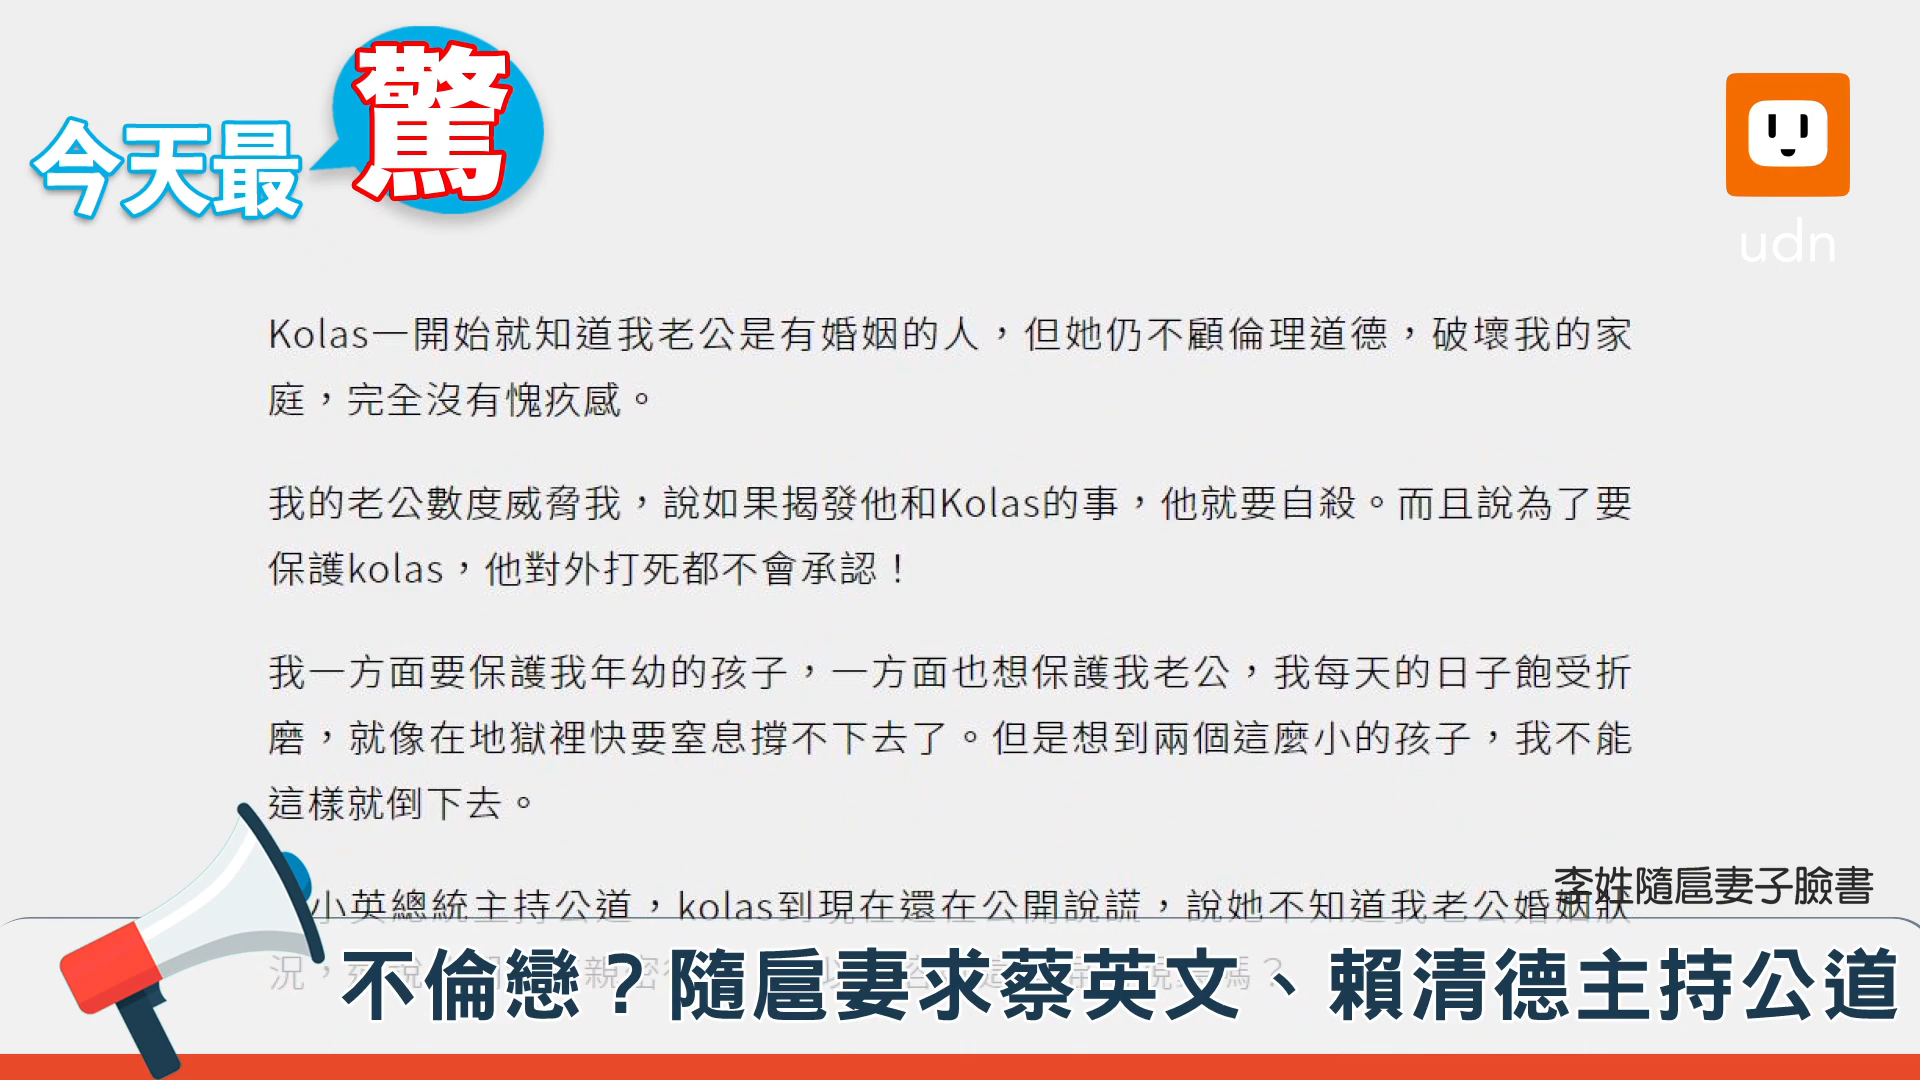 今天最驚
udn
Kolas一開始就知道我老公是有婚姻的人，但她仍不顧倫理道德，破壞我的家
庭，完全沒有愧疚感。
我的老公數度威脅我，說如果揭發他和Kolas的事，他就要自殺。而且說為了要
保護kolas，他對外打死都不會承認！
我一方面要保護我年幼的孩子，一方面也想保護我老公，我每天的日子飽受折
磨，就像在地獄裡快要窒息撐不下去了。但是想到兩個這麼小的孩子，我不能
這樣就倒下去。
小英總統主持公道，kolas到現在還在公開說謊，說她不知道我老公婚姻狀
況，
李姓隨扈妻子臉書
不倫戀？隨扈妻求蔡英文、賴清德主持公道